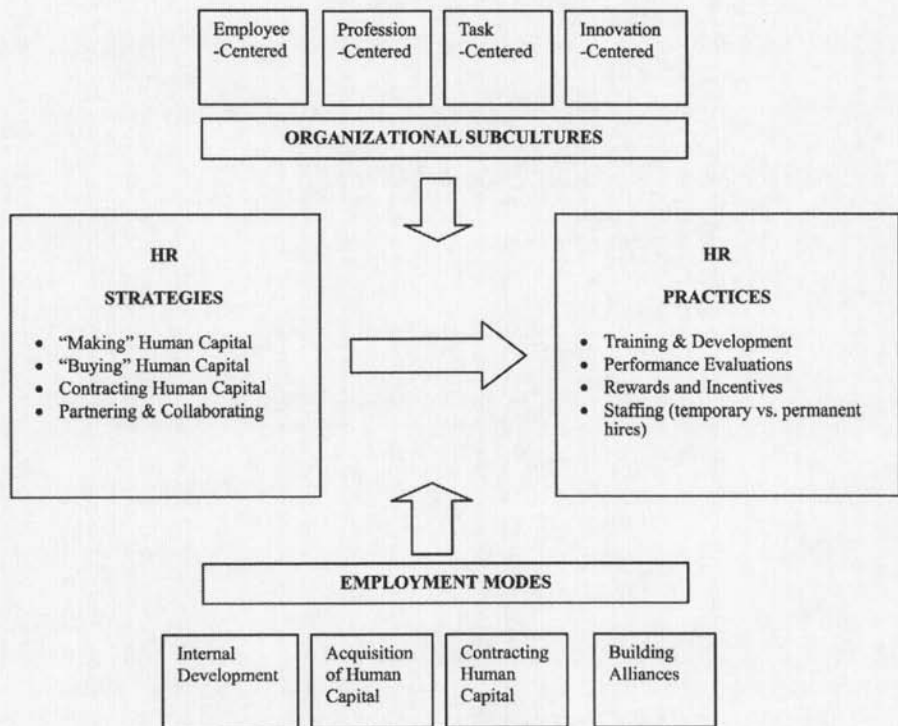 Employee
-Centered
Profession
-Centered
Task
-Centered
Innovation
-Centered
ORGANIZATIONAL SUBCULTURES
HR
STRATEGIES
• “Making” Human Capital
• “Buying” Human Capital
• Contracting Human Capital
• Partnering & Collaborating
HR
PRACTICES
• Training & Development
• Performance Evaluations
• Rewards and Incentives
• Staffing (temporary vs. permanent
hires)
EMPLOYMENT MODES
Internal
Development
Acquisition
of Human
Capital
Contracting
Human
Capital
Building
Alliances